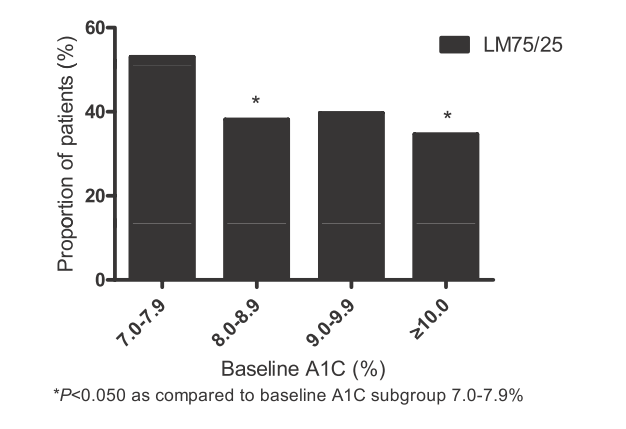 60
LM75/25
40
20
0
Proportion of patients (%)
*
*
7.0-7.9
8.0-8.9
9.0-9.9
≥10.0
Baseline A1C (%)
*P<0.050 as compared to baseline A1C subgroup 7.0-7.9%